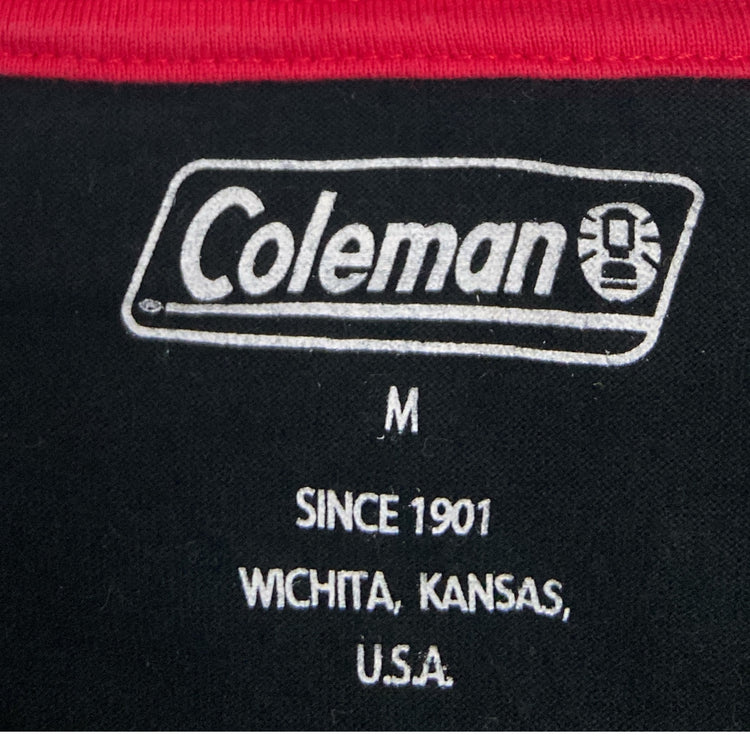 Coleman
M
SINCE 1901
WICHITA, KANSAS,
U.S.A.